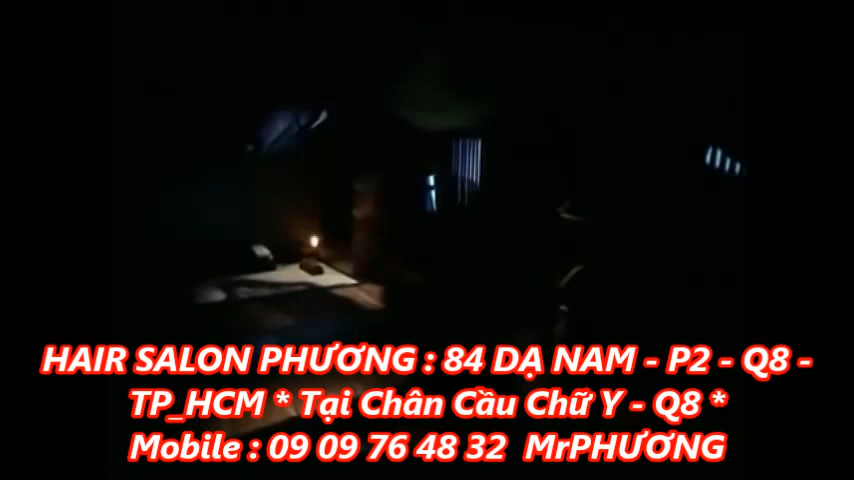 HAIR SALON PHƯƠNG : 84 DẠ NAM - P2 - Q8 -
TP_HCM * Tại Chân Cầu Chữ Y - Q8 *
Mobile : 09 09 76 48 32 MrPHƯƠNG